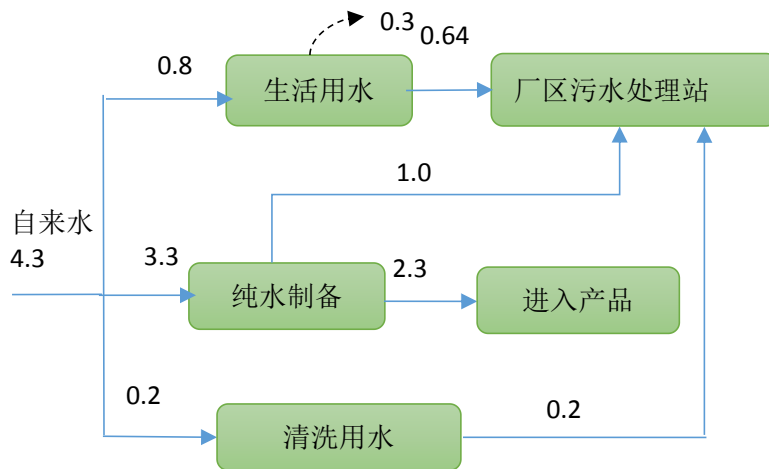 0.3
0.64
0.8
生活用水
厂区污水处理站
1.0
自来水
4.3
3.3
纯水制备
2.3
进入产品
0.2
清洗用水
0.2